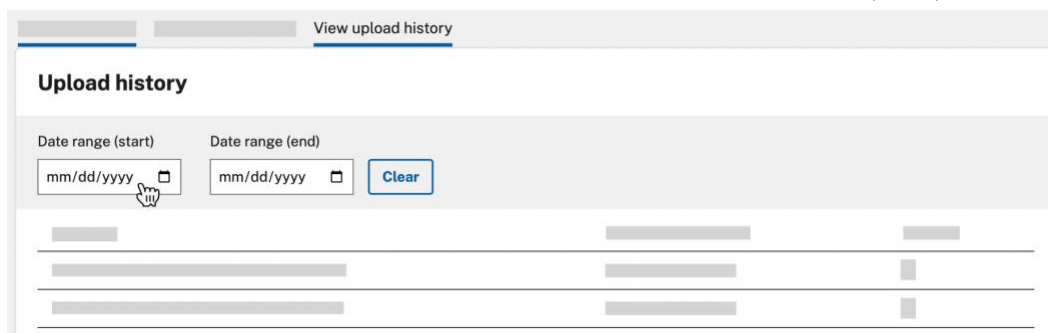 View upload history
Upload history
Date range (start) Date range (end)
mm/dd/yyyy mm/dd/yyyy Clear